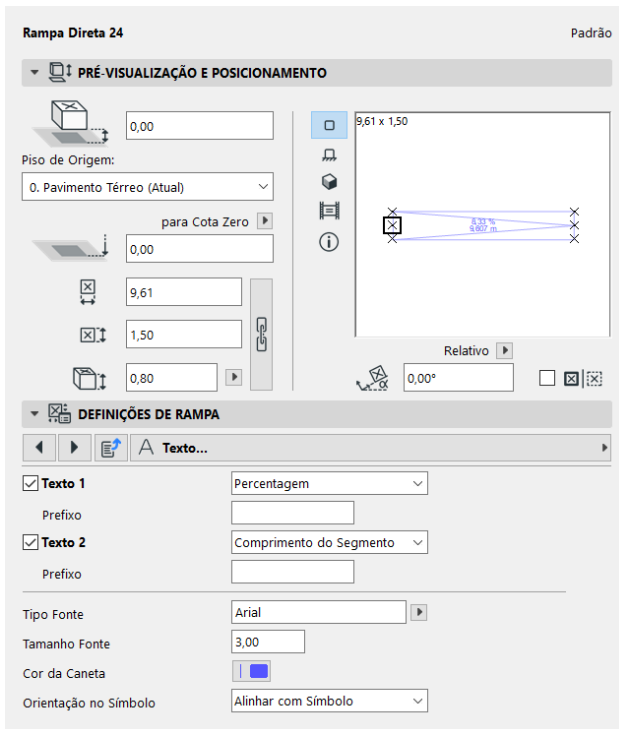 Rampa Direta 24 Padrão
PRÉ-VISUALIZAÇÃO E POSICIONAMENTO
0,00
Piso de Origem:
0. Pavimento Térreo (Atual)
para Cota Zero
0,00
9,61
1,50
0,80
9,61 x 1,50
8,33 %
9,607 m
Relativo
α 0,00°
DEFINIÇÕES DE RAMPA
A Texto...
Texto 1 Percentagem
Prefixo
Texto 2 Comprimento do Segmento
Prefixo
Tipo Fonte Arial
Tamanho Fonte 3,00
Cor da Caneta
Orientação no Símbolo Alinhar com Símbolo